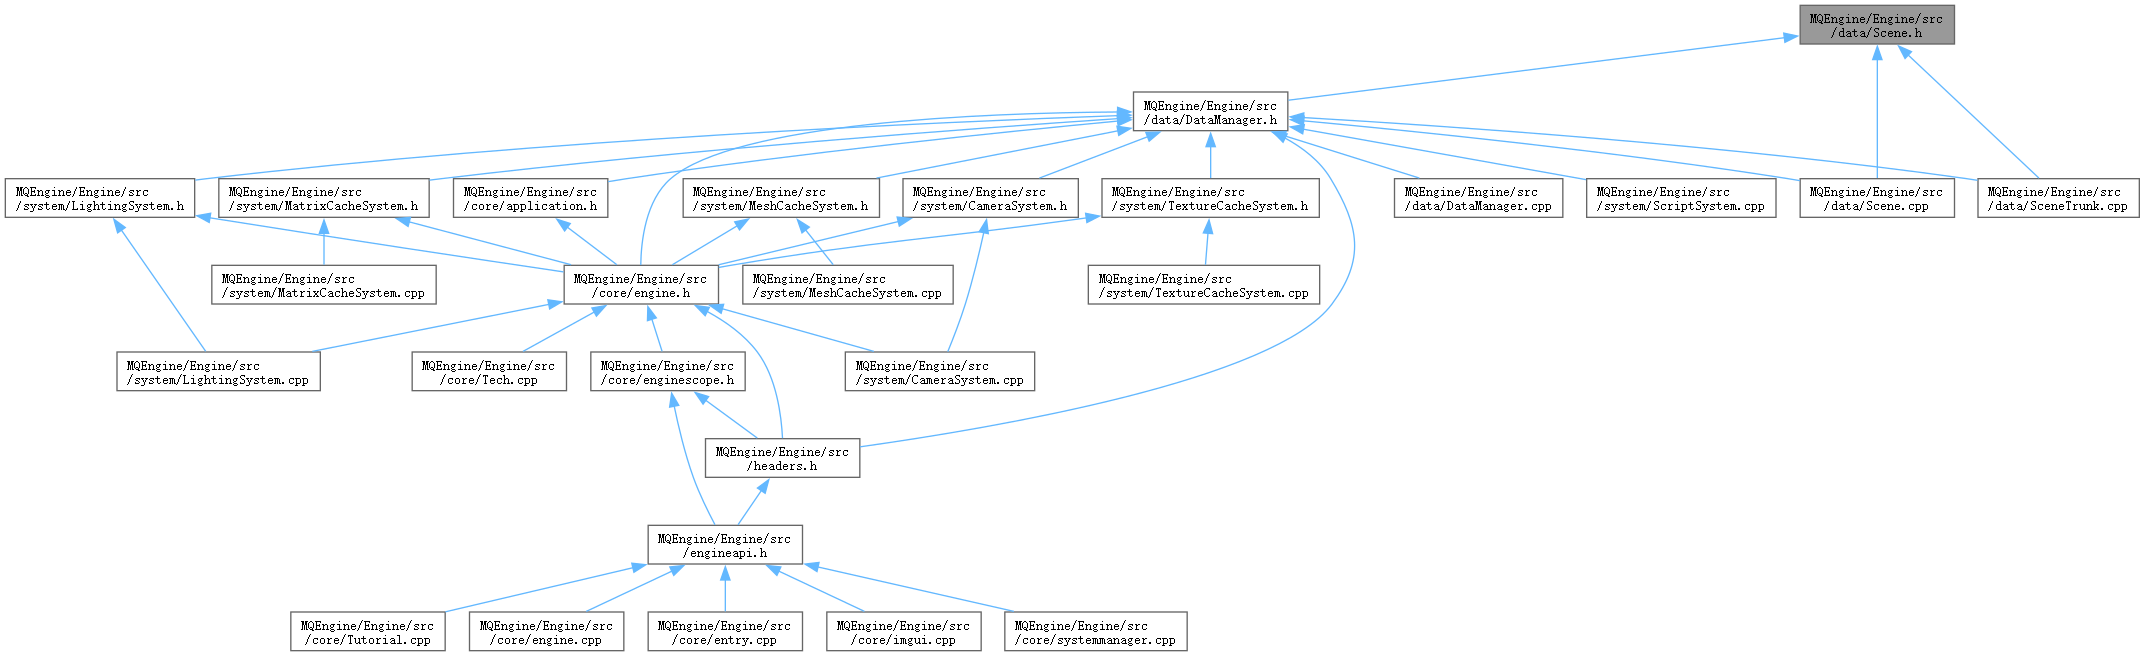 MQEngine/Engine/src
/data/Scene.h
MQEngine/Engine/src
/data/DataManager.h
MQEngine/Engine/src
/system/LightingSystem.h
MQEngine/Engine/src
/system/MatrixCacheSystem.h
MQEngine/Engine/src
/core/application.h
MQEngine/Engine/src
/system/MeshCacheSystem.h
MQEngine/Engine/src
/system/CameraSystem.h
MQEngine/Engine/src
/system/TextureCacheSystem.h
MQEngine/Engine/src
/data/DataManager.cpp
MQEngine/Engine/src
/system/ScriptSystem.cpp
MQEngine/Engine/src
/data/Scene.cpp
MQEngine/Engine/src
/data/SceneTrunk.cpp
MQEngine/Engine/src
/system/MatrixCacheSystem.cpp
MQEngine/Engine/src
/core/engine.h
MQEngine/Engine/src
/system/MeshCacheSystem.cpp
MQEngine/Engine/src
/system/TextureCacheSystem.cpp
MQEngine/Engine/src
/system/LightingSystem.cpp
MQEngine/Engine/src
/core/Tech.cpp
MQEngine/Engine/src
/core/enginescope.h
MQEngine/Engine/src
/system/CameraSystem.cpp
MQEngine/Engine/src
/headers.h
MQEngine/Engine/src
/engineapi.h
MQEngine/Engine/src
/core/Tutorial.cpp
MQEngine/Engine/src
/core/engine.cpp
MQEngine/Engine/src
/core/entry.cpp
MQEngine/Engine/src
/core/imgui.cpp
MQEngine/Engine/src
/core/systemmanager.cpp